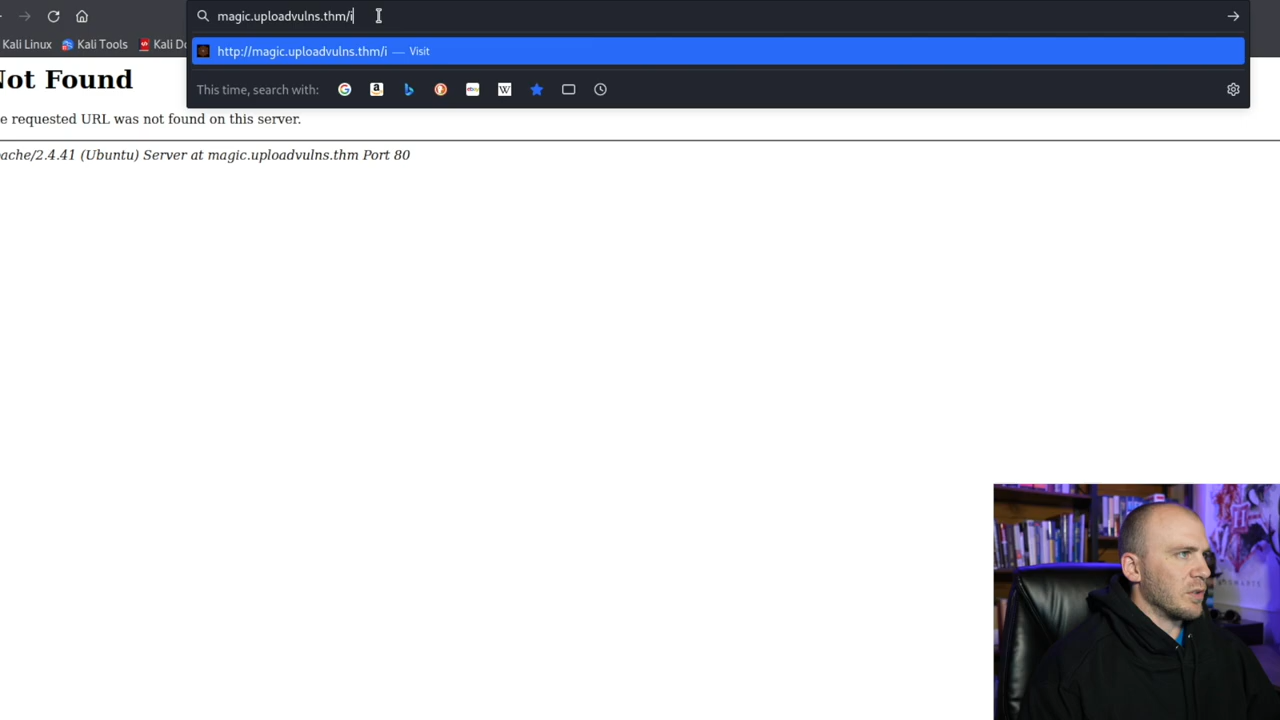 magic.uploadvulns.thm/i
Kali Linux Kali Tools Kali Do
http://magic.uploadvulns.thm/i — Visit
Not Found
This time, search with:
e requested URL was not found on this server.
ache/2.4.41 (Ubuntu) Server at magic.uploadvulns.thm Port 80